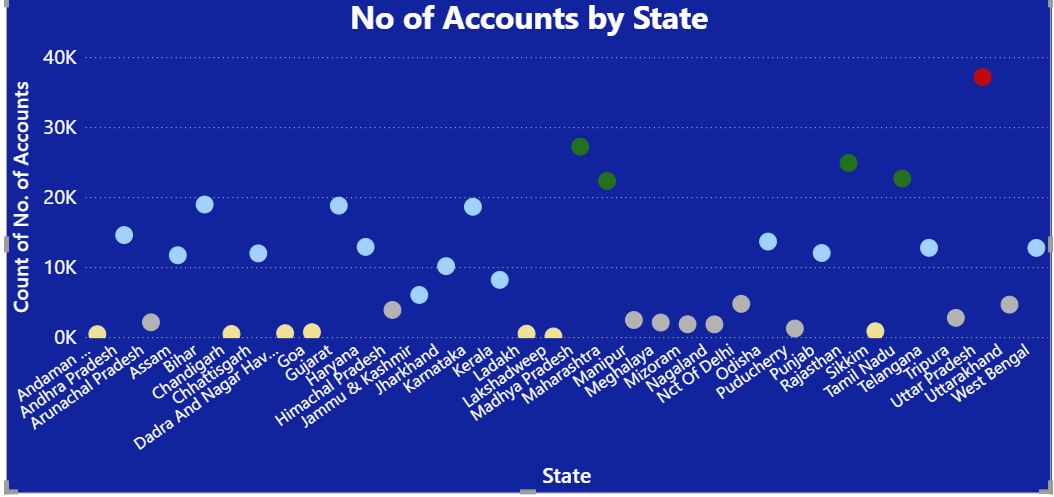 No of Accounts by State
Count of No. of Accounts
40K
30K
20K
10K
0K
Andaman ...
Andhra Pradesh
Arunachal Pradesh
Assam
Bihar
Chandigarh
Chhattisgarh
Dadra And Nagar Hav...
Goa
Gujarat
Haryana
Himachal Pradesh
Jammu & Kashmir
Jharkhand
Karnataka
Kerala
Ladakh
Lakshadweep
Madhya Pradesh
Maharashtra
Manipur
Meghalaya
Mizoram
Nagaland
Nct Of Delhi
Odisha
Puducherry
Punjab
Rajasthan
Sikkim
Tamil Nadu
Telangana
Tripura
Uttar Pradesh
Uttarakhand
West Bengal
State